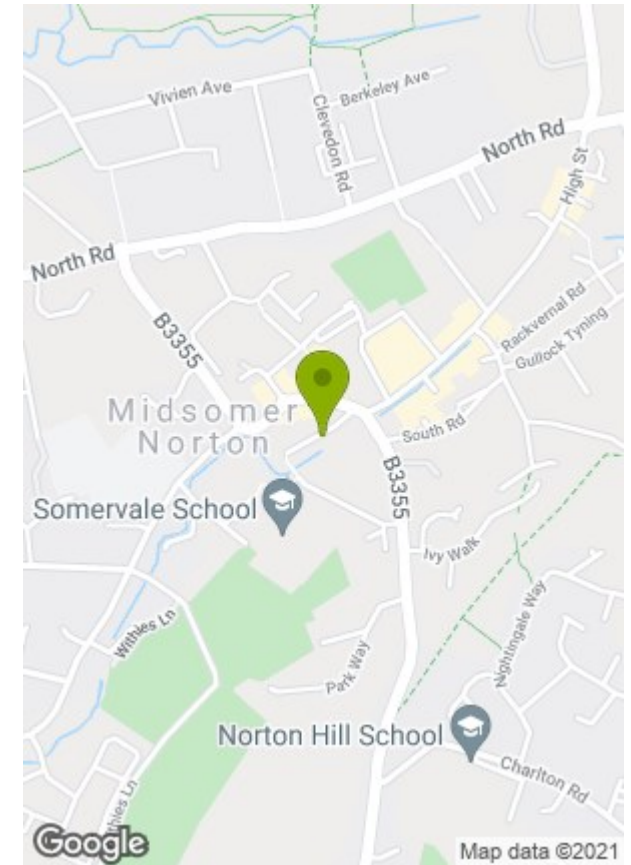 Vivien Ave
Berkeley Ave
Clevedon Rd
North Rd
High St
North Rd
B3355
Rackvernal Rd
Gullock Tyning
Midsomer
Norton
South Rd
B3355
Somervale School
Ivy Walk
Withies Ln
Nightingale Way
Park Way
Norton Hill School
Charlton Rd
Withies Ln
Google
Map data ©2021